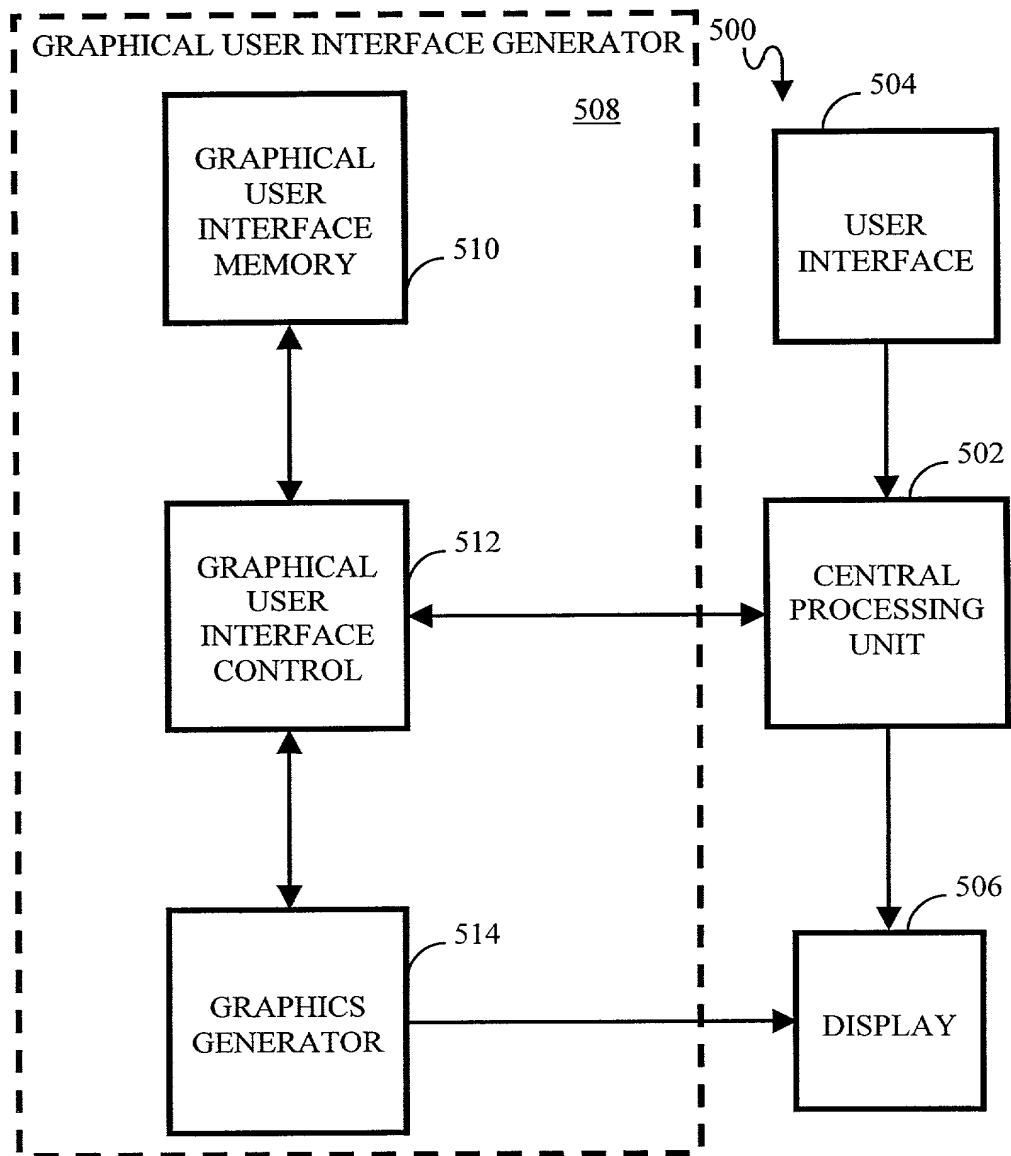 GRAPHICAL USER INTERFACE GENERATOR
500
508
504
GRAPHICAL
USER
INTERFACE
MEMORY
510
USER
INTERFACE
502
512
GRAPHICAL
USER
INTERFACE
CONTROL
CENTRAL
PROCESSING
UNIT
506
514
GRAPHICS
GENERATOR
DISPLAY